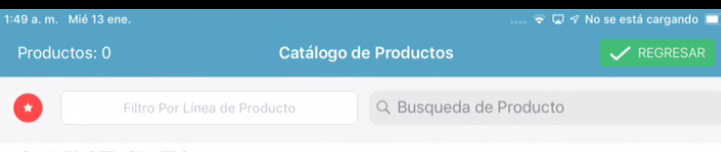 1:49 a. m. Mié 13 ene.
No se está cargando
Productos: 0
Catálogo de Productos
REGRESAR
Filtro Por Línea de Producto
Busqueda de Producto